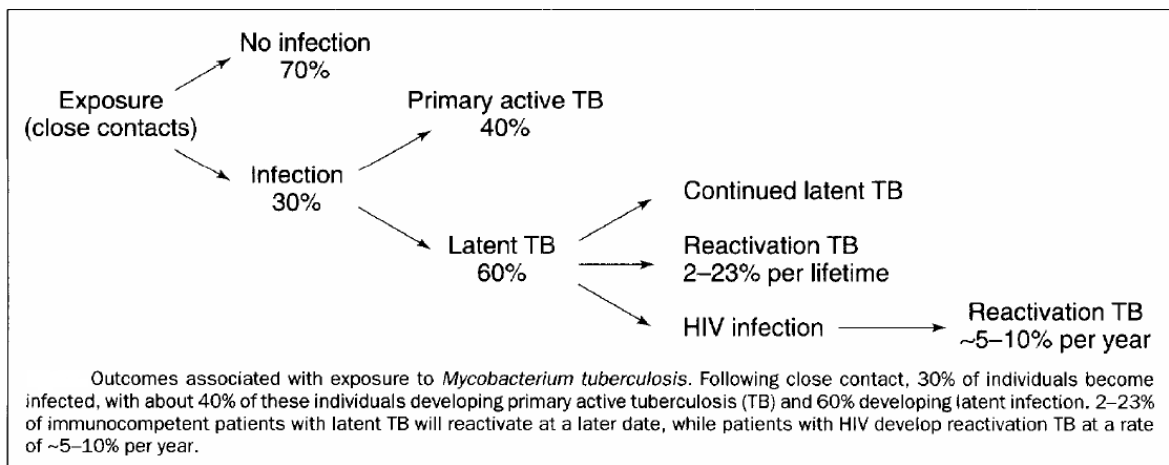 No infection
70%
Exposure
(close contacts)
Primary active TB
40%
Infection
30%
Continued latent TB
Latent TB
60%
Reactivation TB
2–23% per lifetime
HIV infection
Reactivation TB
~5–10% per year
Outcomes associated with exposure to Mycobacterium tuberculosis. Following close contact, 30% of individuals become
infected, with about 40% of these individuals developing primary active tuberculosis (TB) and 60% developing latent infection. 2–23%
of immunocompetent patients with latent TB will reactivate at a later date, while patients with HIV develop reactivation TB at a rate
of ~5–10% per year.